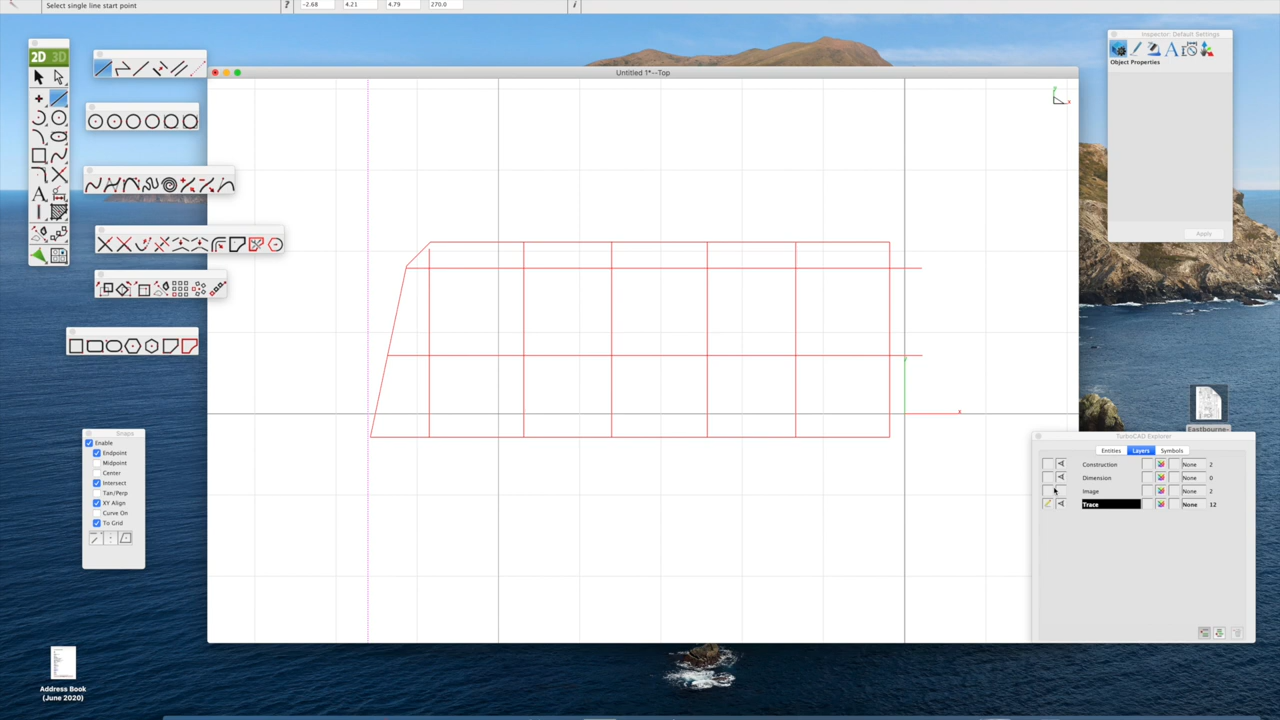 Select single line start point
?
-2.68
4.21
4.79
270.0
i
Inspector: Default Settings
2D 3D
A
Object Properties
Untitled 1*--Top
y
x
A
Apply
y
x
Snaps
Enable
Endpoint
Midpoint
Center
Intersect
Tan/Perp
XY Align
Curve On
To Grid
Eastbourne-
TurboCAD Explorer
Entities Layers Symbols
Construction None 2
Dimension None 0
Image None 2
Trace None 12
Address Book
(June 2020)